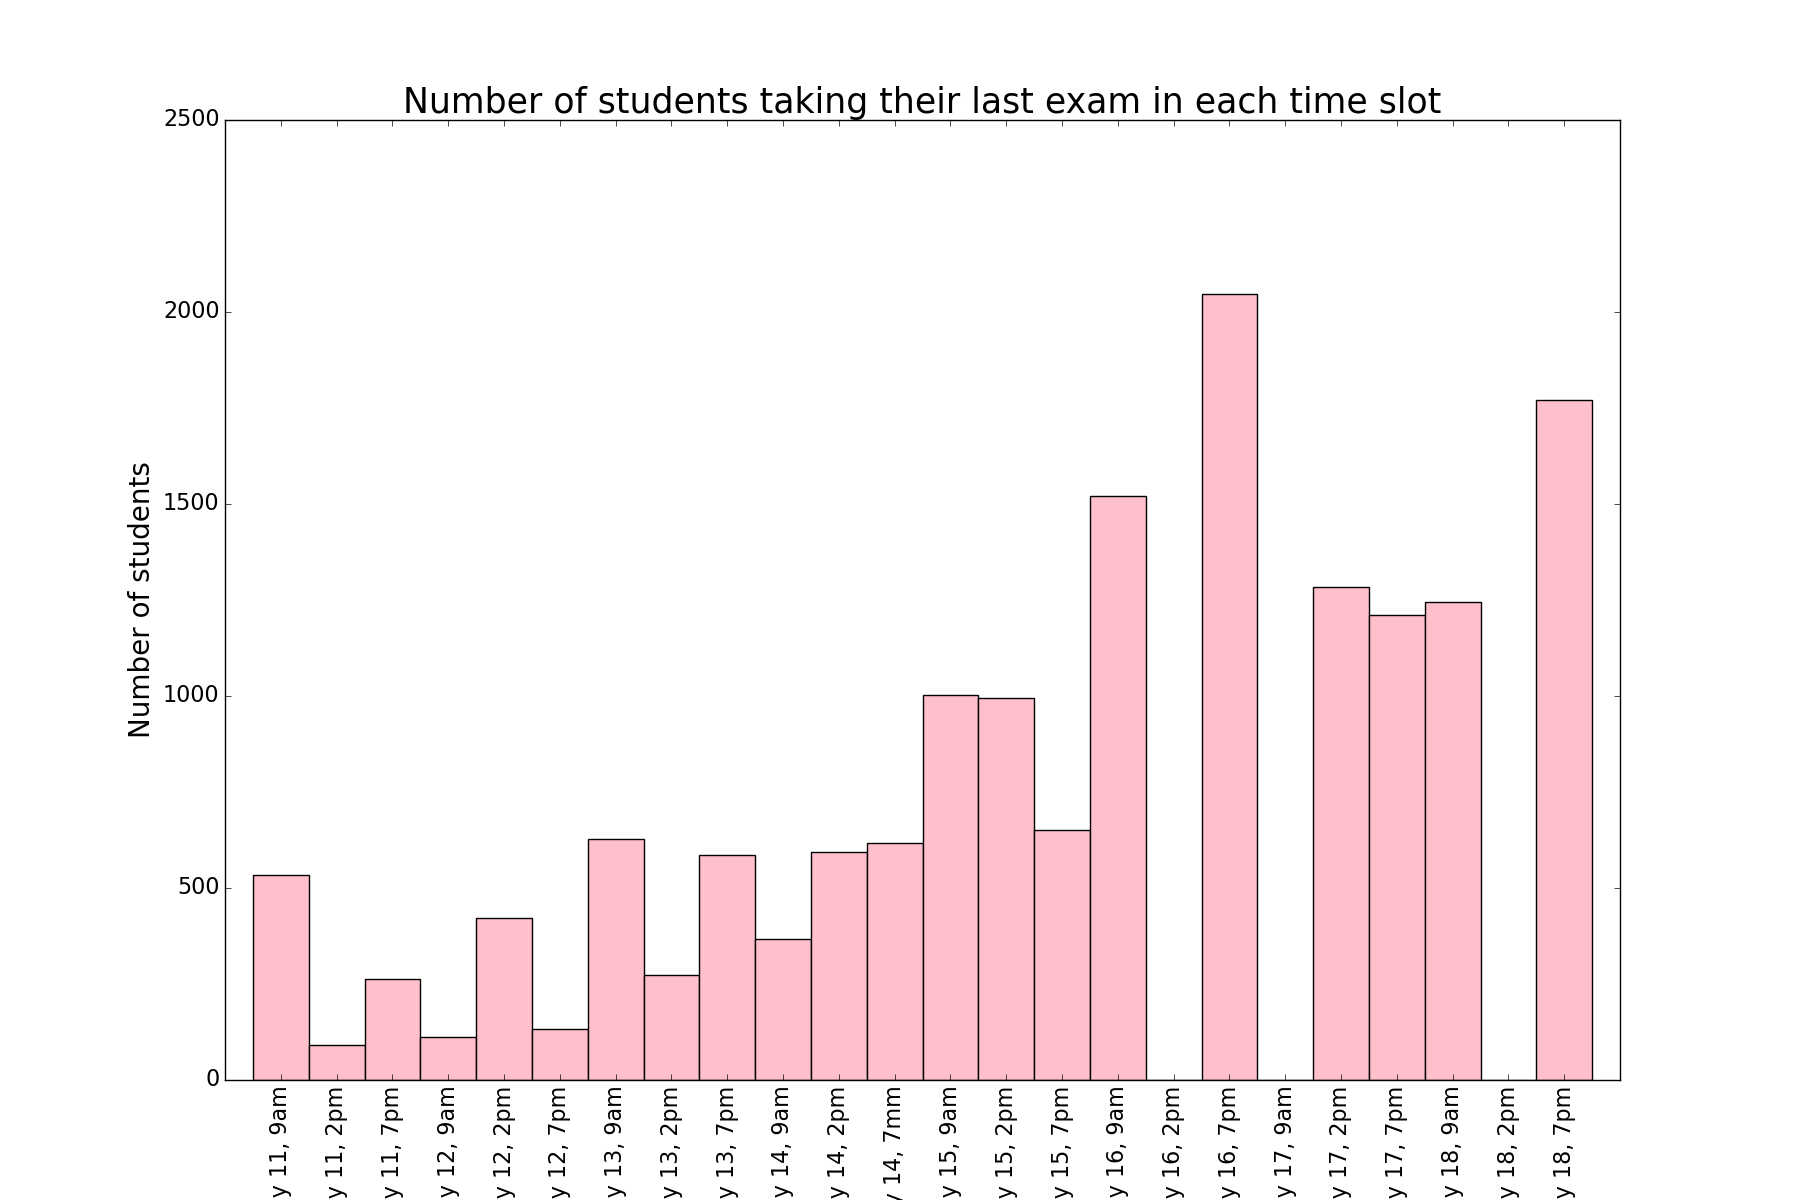 Number of students taking their last exam in each time slot
2500
2000
1500
1000
500
0
Number of students
y 11, 9am
y 11, 2pm
y 11, 7pm
y 12, 9am
y 12, 2pm
y 12, 7pm
y 13, 9am
y 13, 2pm
y 13, 7pm
y 14, 9am
y 14, 2pm
y 14, 7mm
y 15, 9am
y 15, 2pm
y 15, 7pm
y 16, 9am
y 16, 2pm
y 16, 7pm
y 17, 9am
y 17, 2pm
y 17, 7pm
y 18, 9am
y 18, 2pm
y 18, 7pm